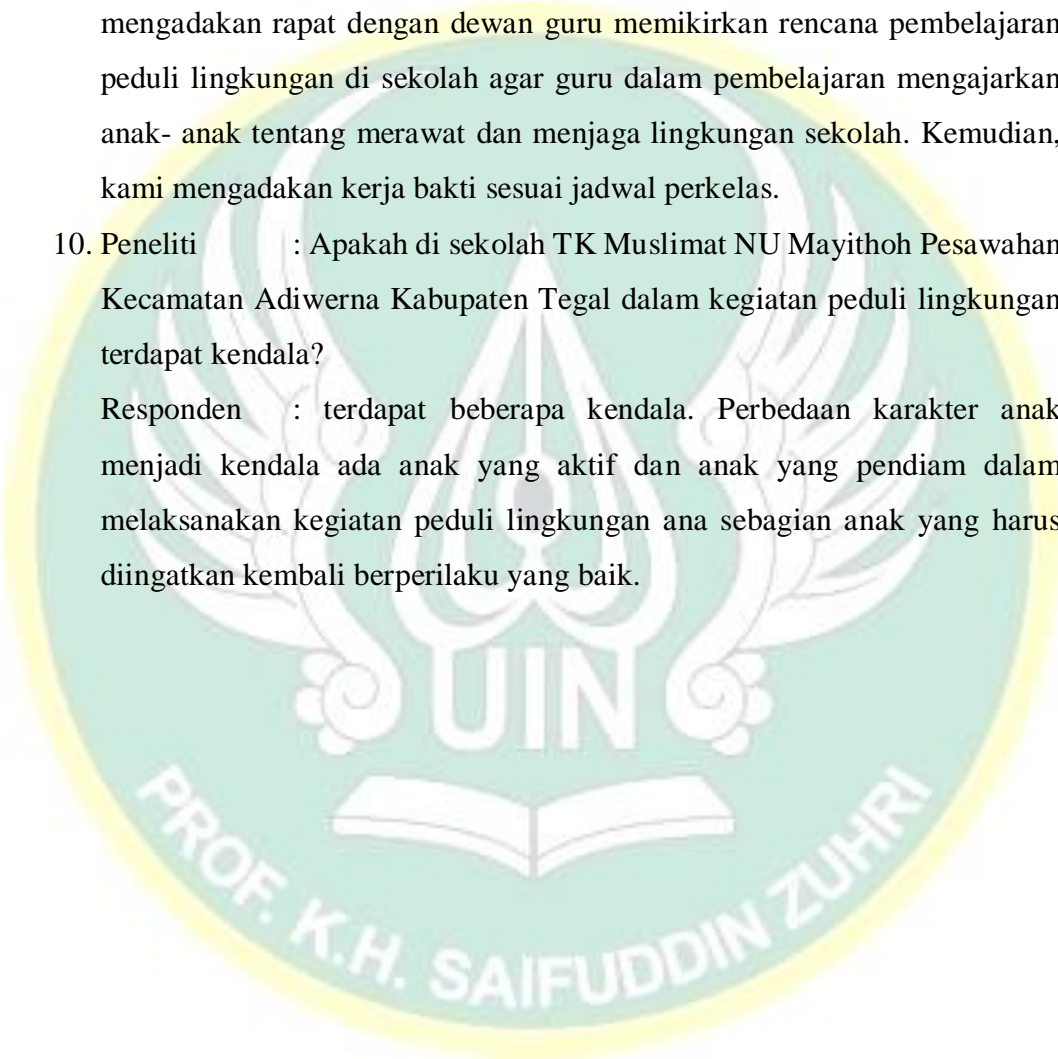 mengadakan rapat dengan dewan guru memikirkan rencana pembelajaran
peduli lingkungan di sekolah agar guru dalam pembelajaran mengajarkan
anak- anak tentang merawat dan menjaga lingkungan sekolah. Kemudian,
kami mengadakan kerja bakti sesuai jadwal perkelas.
10. Peneliti : Apakah di sekolah TK Muslimat NU Mayithoh Pesawahan
Kecamatan Adiwerna Kabupaten Tegal dalam kegiatan peduli lingkungan
terdapat kendala?
Responden : terdapat beberapa kendala. Perbedaan karakter anak
menjadi kendala ada anak yang aktif dan anak yang pendiam dalam
melaksanakan kegiatan peduli lingkungan ana sebagian anak yang harus
diingatkan kembali berperilaku yang baik.
UIN
PROF. K.H. SAIFUDDIN ZUHRI